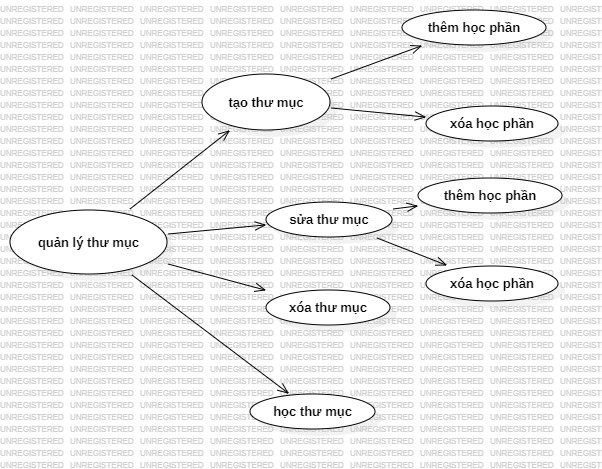 thêm học phần
tạo thư mục
xóa học phần
thêm học phần
sửa thư mục
quản lý thư mục
xóa học phần
xóa thư mục
học thư mục
UNREGISTERED